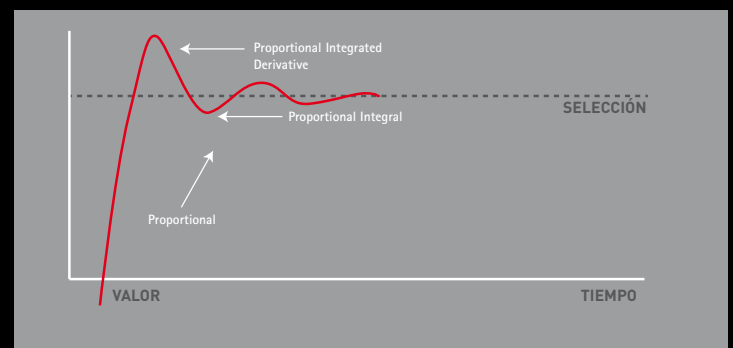 Proportional Integrated
Derivative
SELECCIÓN
Proportional Integral
Proportional
VALOR
TIEMPO